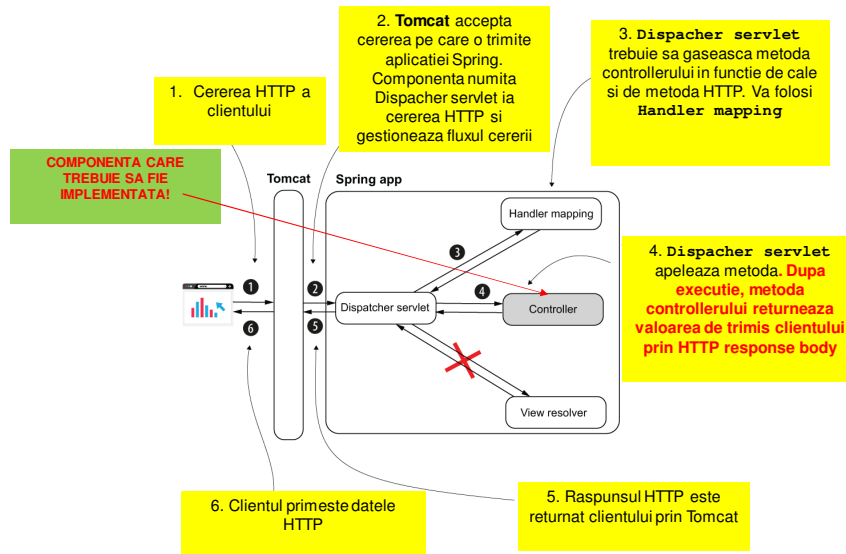 2. Tomcat accepta
cererea pe care o trimite
aplicatiei Spring.
Componenta numita
Dispacher servlet ia
cererea HTTP si
gestioneaza fluxul cererii
3. Dispacher servlet
trebuie sa gaseasca metoda
controllerului in functie de cale
si de metoda HTTP. Va folosi
Handler mapping
1. Cererea HTTP a
clientului
COMPONENTA CARE
TREBUIE SA FIE
IMPLEMENTATA!
Tomcat
Spring app
Handler mapping
3
4. Dispacher servlet
apeleaza metoda. Dupa
executie, metoda
controllerului returneaza
valoarea de trimis clientului
prin HTTP response body
1
2
4
Dispatcher servlet
Controller
6
5
View resolver
6. Clientul primeste datele
HTTP
5. Raspunsul HTTP este
returnat clientului prin Tomcat